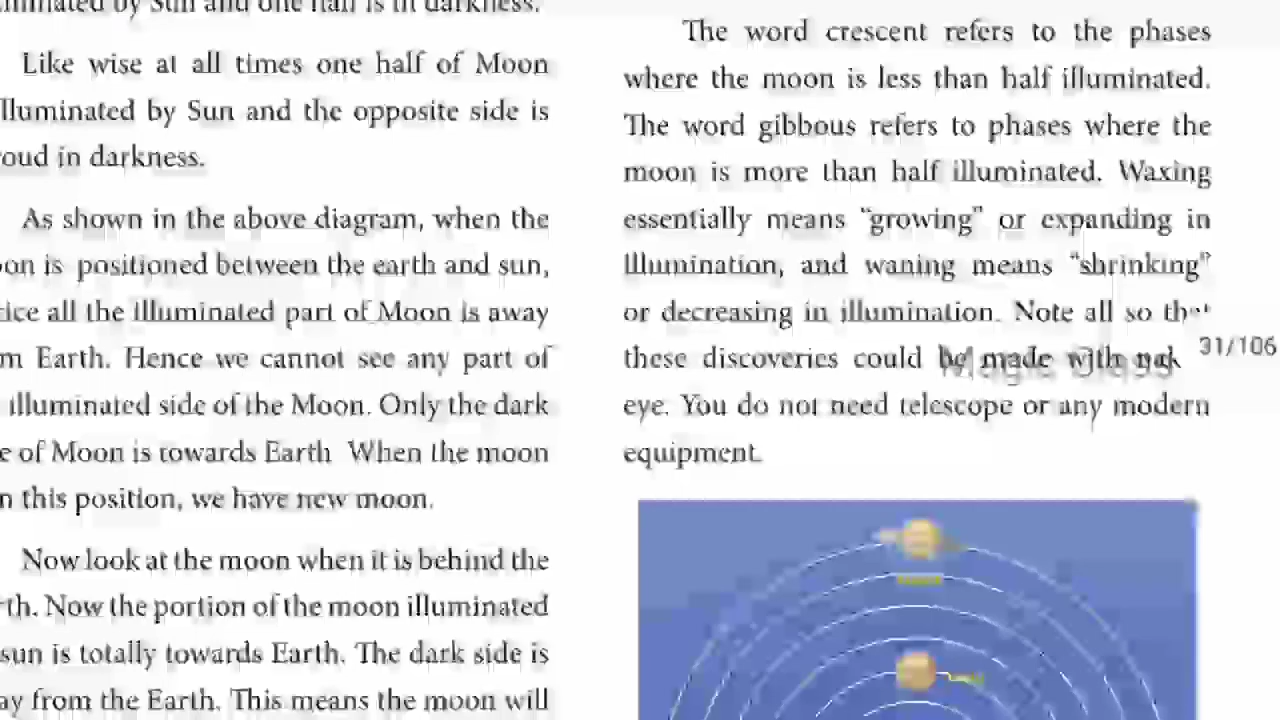 Like wise at all times one half of Moon
lluminated by Sun and the opposite side is
oud in darkness.
As shown in the above diagram, when the
on is positioned between the earth and sun,
ice all the illuminated part of Moon is away
m Earth. Hence we cannot see any part of
illuminated side of the Moon. Only the dark
e of Moon is towards Earth When the moon
n this position, we have new moon.
Now look at the moon when it is behind the
rth. Now the portion of the moon illuminated
sun is totally towards Earth. The dark side is
ay from the Earth. This means the moon will
The word crescent refers to the phases
where the moon is less than half illuminated.
The word gibbous refers to phases where the
moon is more than half illuminated. Waxing
essentially means "growing" or expanding in
Illumination, and waning means "shrinking"
or decreasing in illumination. Note all so
these discoveries could be made with
eye. You do not need telescope or any modern
equipment.
31/106